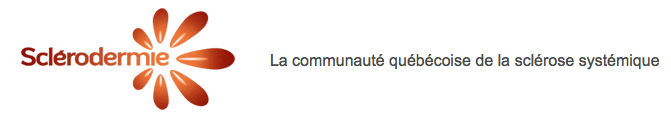 Sclérodermie
La communauté québécoise de la sclérose systémique